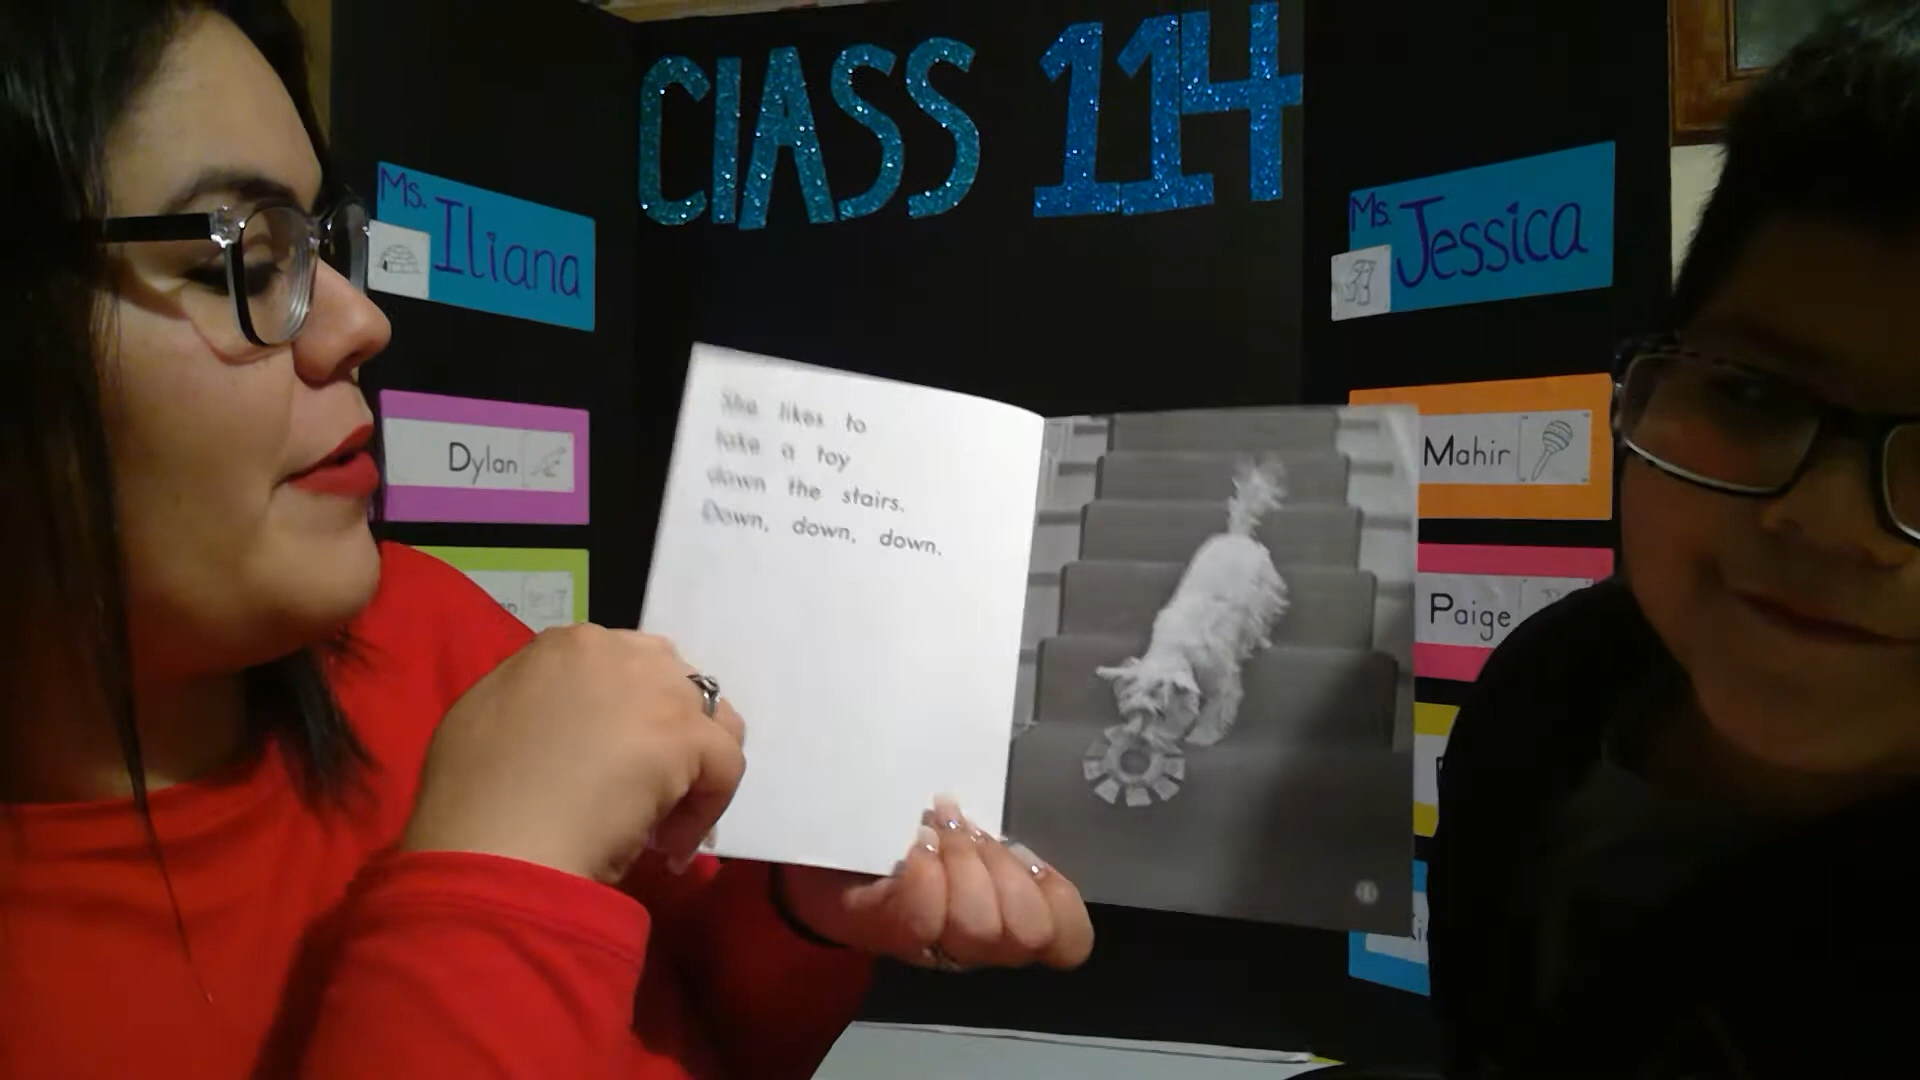 CLASS 114
Ms.
Iliana
Ms.
Jessica
Dylan
Mahir
Paige
She likes to
take a toy
down the stairs.
Down, down, down.